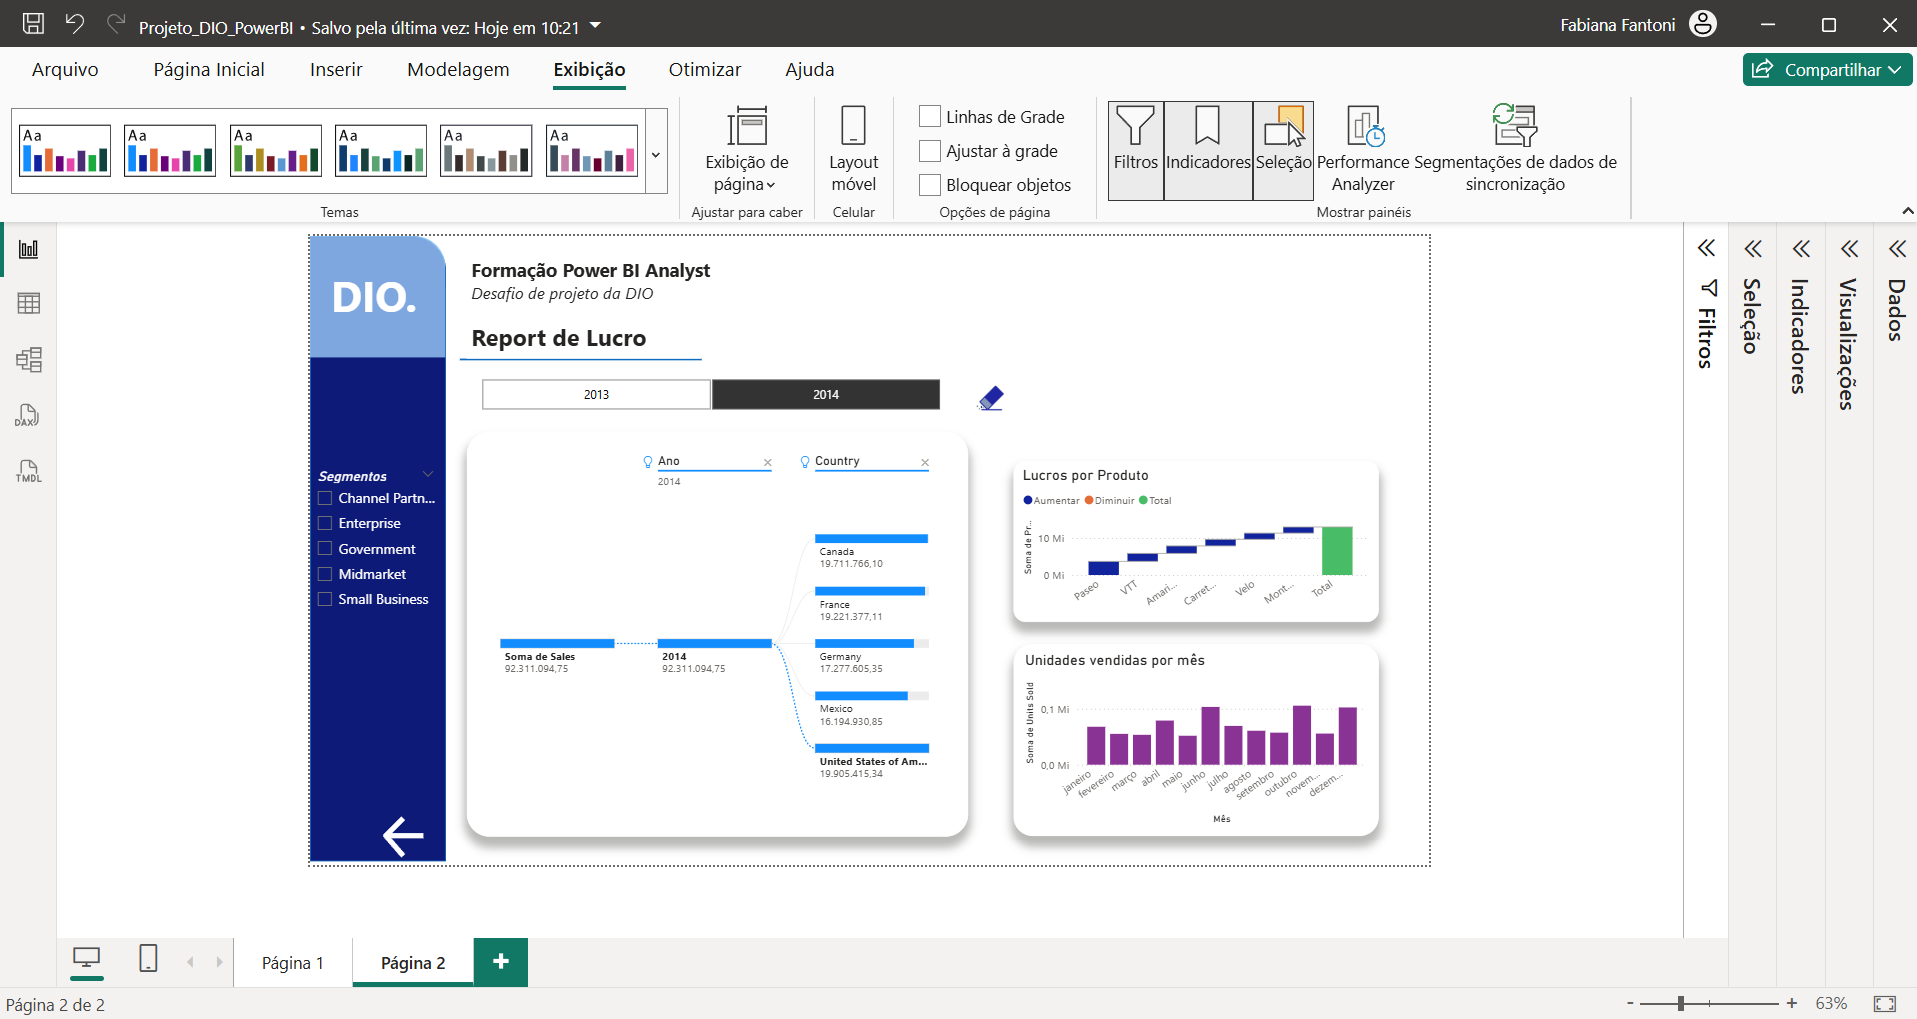 Projeto_DIO_PowerBI • Salvo pela última vez: Hoje em 10:21
Fabiana Fantoni
Arquivo
Página Inicial
Inserir
Modelagem
Exibição
Otimizar
Ajuda
Compartilhar
Aa
Aa
Aa
Aa
Aa
Aa
Temas
Exibição de
página
Ajustar para caber
Layout
móvel
Celular
Linhas de Grade
Ajustar à grade
Bloquear objetos
Opções de página
Filtros
Indicadores
Seleção
Performance
Analyzer
Segmentações de dados de
sincronização
Mostrar painéis
DAX
TMDL
DIO.
Formação Power BI Analyst
Desafio de projeto da DIO
Report de Lucro
2013
2014
Segmentos
Channel Partn...
Enterprise
Government
Midmarket
Small Business
Ano
2014
Country
Soma de Sales
92.311.094,75
2014
92.311.094,75
Canada
19.711.766,10
France
19.221.377,11
Germany
17.277.605,35
Mexico
16.194.930,85
United States of Am...
19.905.415,34
Lucros por Produto
Aumentar
Diminuir
Total
Soma de Pr...
10 Mi
0 Mi
Paseo
VTT
Amari...
Carret...
Velo
Mont...
Total
Unidades vendidas por mês
Soma de Units Sold
0,1 Mi
0,0 Mi
janeiro
fevereiro
março
abril
maio
junho
julho
agosto
setembro
outubro
novem...
dezem...
Mês
Filtros
Seleção
Indicadores
Visualizações
Dados
Página 1
Página 2
+
Página 2 de 2
-
+
63%